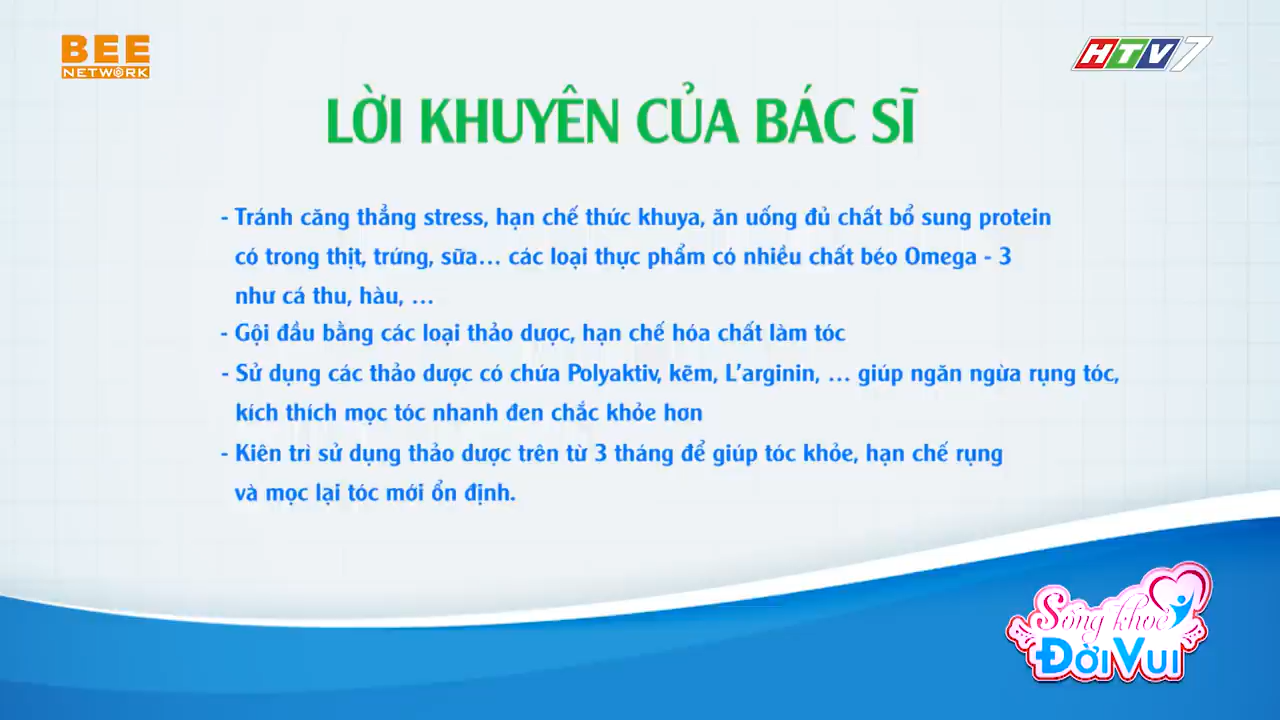 BEE
NETWORK
HTV7
LỜI KHUYÊN CỦA BÁC SĨ
- Tránh căng thẳng stress, hạn chế thức khuya, ăn uống đủ chất bổ sung protein
có trong thịt, trứng, sữa... các loại thực phẩm có nhiều chất béo Omega - 3
như cá thu, hàu, ...
- Gội đầu bằng các loại thảo dược, hạn chế hóa chất làm tóc
- Sử dụng các thảo dược có chứa Polyaktiv, kẽm, L'arginin, ... giúp ngăn ngừa rụng tóc,
kích thích mọc tóc nhanh đen chắc khỏe hơn
- Kiên trì sử dụng thảo dược trên từ 3 tháng để giúp tóc khỏe, hạn chế rụng
và mọc lại tóc mới ổn định.
Sống khoẻ
ĐỜI VUI